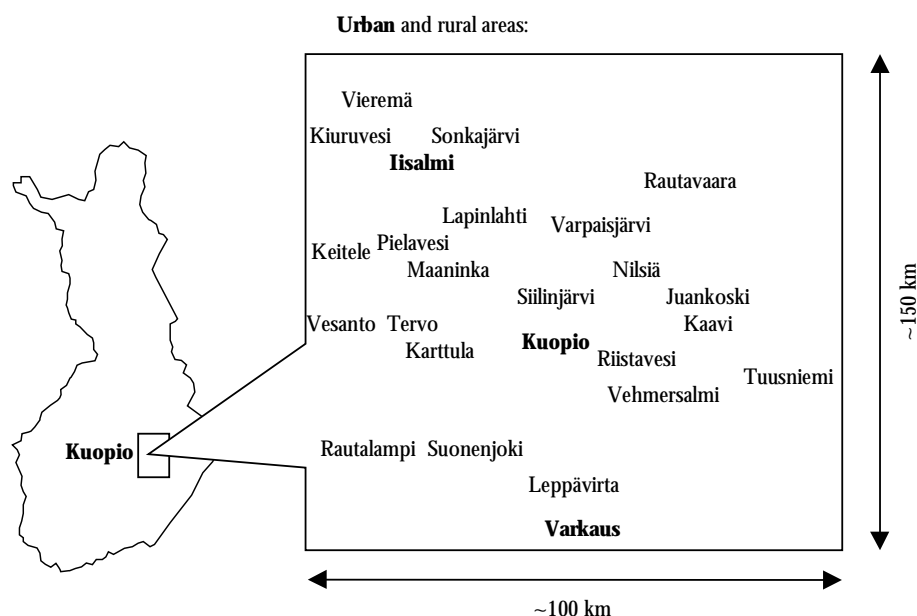 Urban and rural areas:
Vieremä
Kiuruvesi Sonkajärvi
Iisalmi
Rautavaara
Lapinlahti
Varpaisjärvi
Pielavesi
Keitele
Maaninka Nilsiä
Siilinjärvi Juankoski
Vesanto Tervo Kaavi
Kuopio
Karttula
Riistavesi
Tuusniemi
Vehmersalmi
Kuopio
Rautalampi Suonenjoki
Leppävirta
Varkaus
~150 km
~100 km